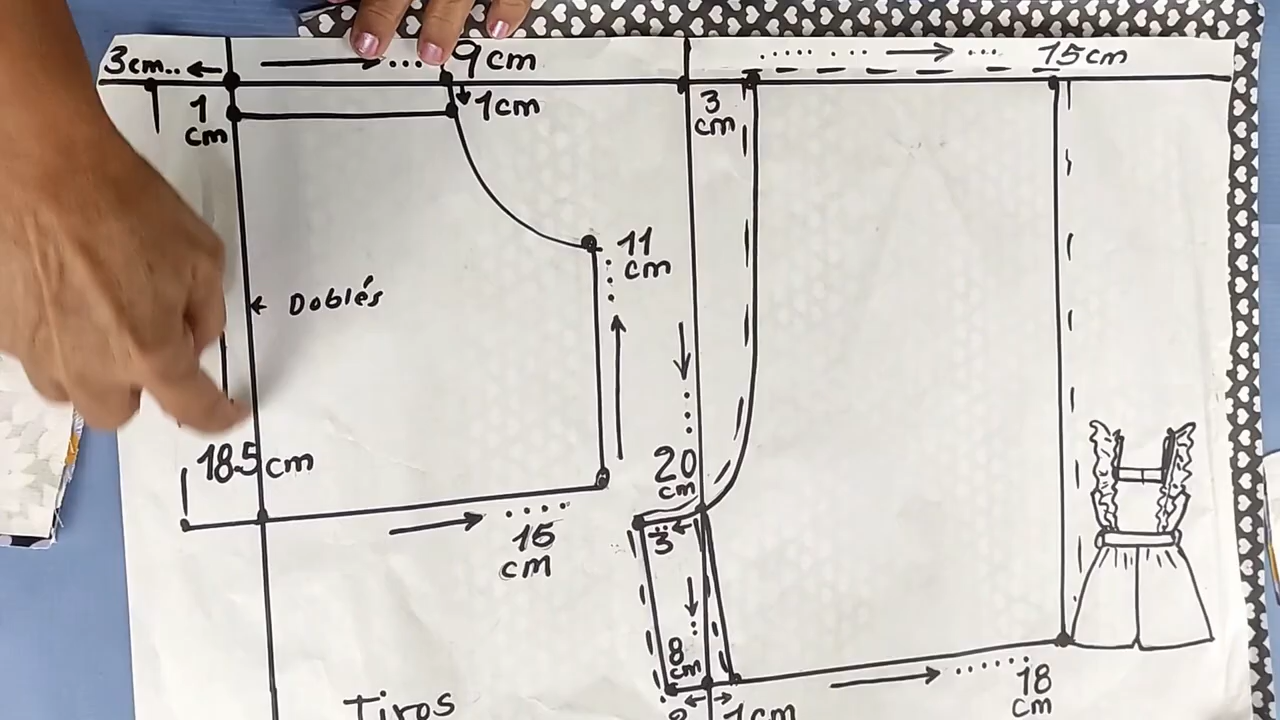 3cm..
9cm
15cm
1
cm
1cm
3
cm
11
cm
Doblés
18.5cm
20
cm
15
cm
3
8
cm
18
cm
1cm
Tiros